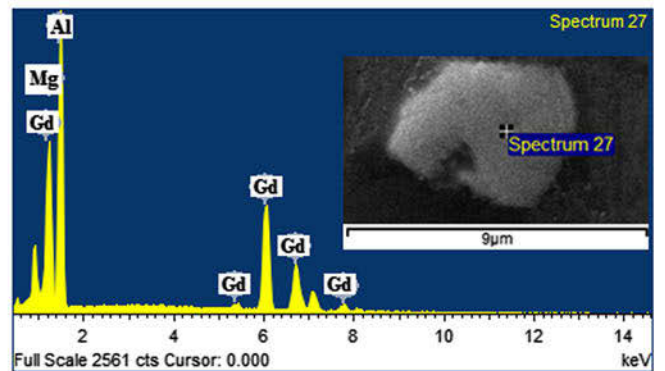 Spectrum 27
Al
Mg
Gd
Gd
Gd
Gd
Gd
Spectrum 27
9μm
2 4 6 8 10 12 14
Full Scale 2561 cts Cursor: 0.000 keV